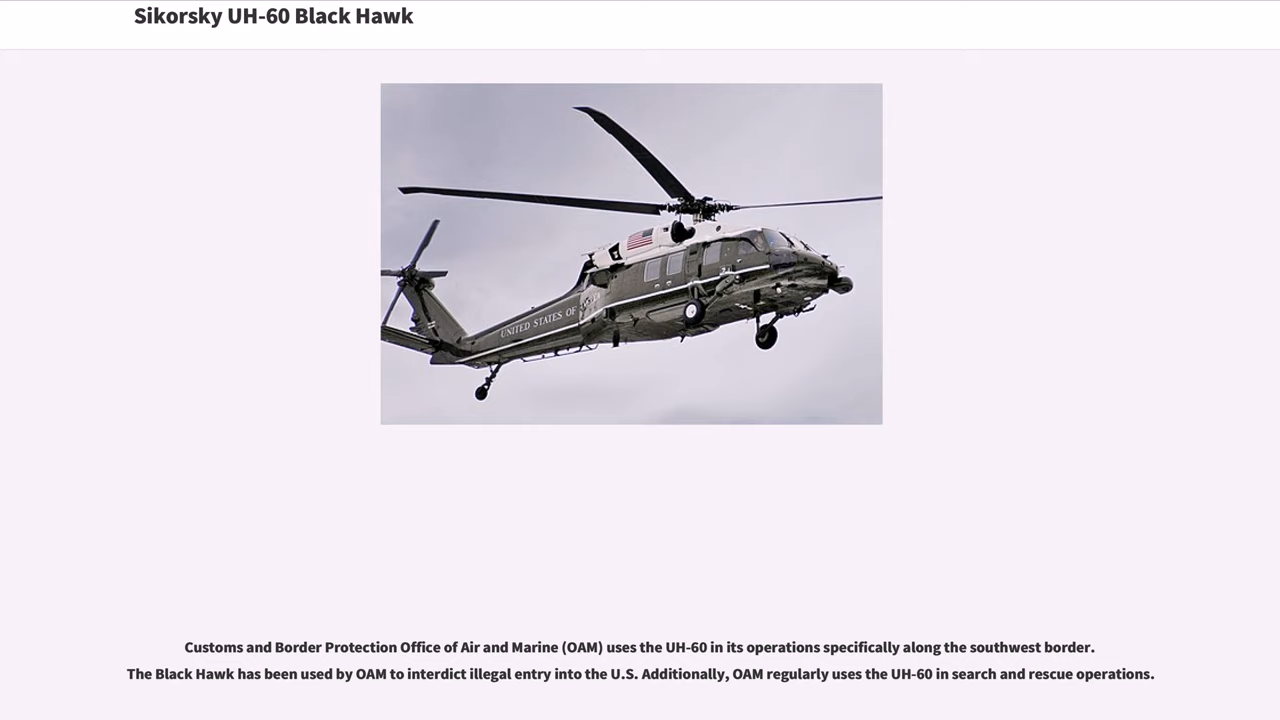 Sikorsky UH-60 Black Hawk
UNITED STATES OF
Customs and Border Protection Office of Air and Marine (OAM) uses the UH-60 in its operations specifically along the southwest border.
The Black Hawk has been used by OAM to interdict illegal entry into the U.S. Additionally, OAM regularly uses the UH-60 in search and rescue operations.